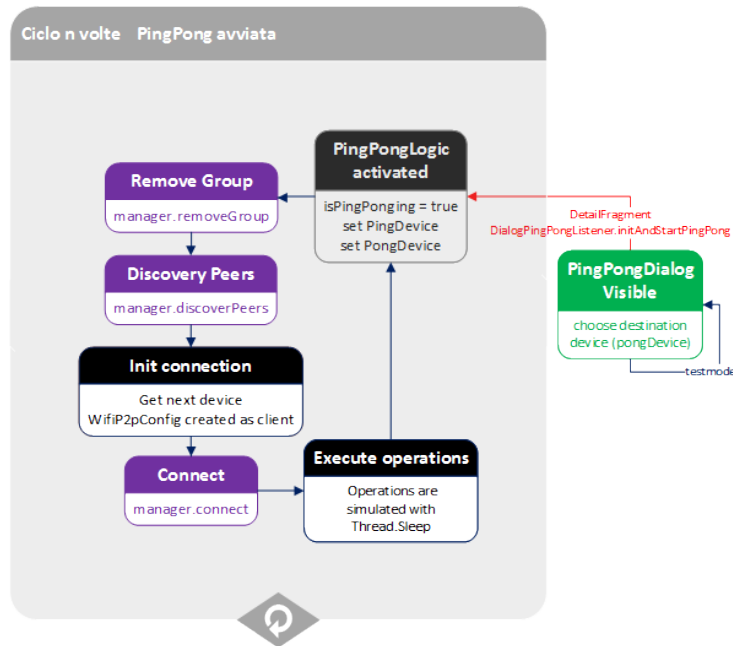 Ciclo n volte PingPong avviata
PingPongLogic
activated
isPingPonging = true
set PingDevice
set PongDevice
Remove Group
manager.removeGroup
Discovery Peers
manager.discoverPeers
Init connection
Get next device
WifiP2pConfig created as client
Connect
manager.connect
Execute operations
Operations are
simulated with
Thread.Sleep
DetailFragment
DialogPingPongListener.initAndStartPingPong
PingPongDialog
Visible
choose destination
device (pongDevice)
testmode